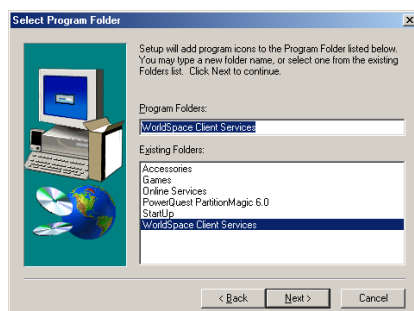 Select Program Folder
Setup will add program icons to the Program Folder listed below.
You may type a new folder name, or select one from the existing
Folders list. Click Next to continue.
Program Folders:
WorldSpace Client Services
Existing Folders:
Accessories
Games
Online Services
PowerQuest PartitionMagic 6.0
StartUp
WorldSpace Client Services
< Back
Next >
Cancel